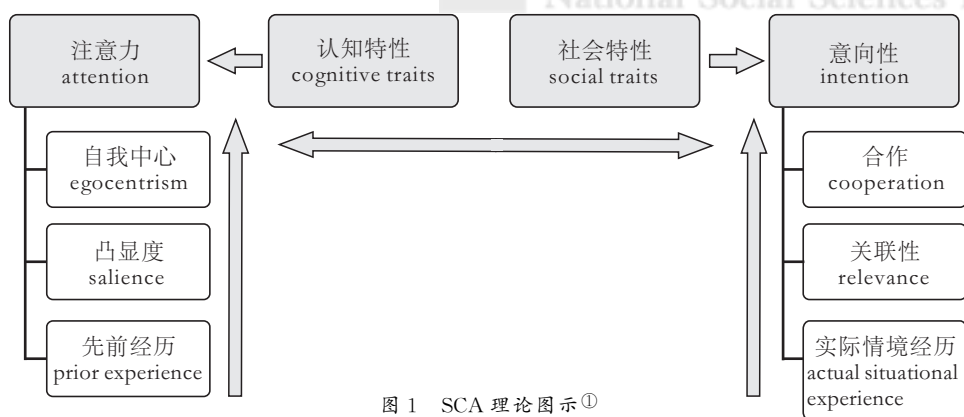 National Social Sciences
注意力
attention
认知特性
cognitive traits
社会特性
social traits
意向性
intention
自我中心
egocentrism
凸显度
salience
先前经历
prior experience
合作
cooperation
关联性
relevance
实际情境经历
actual situational
experience
图 1 SCA 理论图示①